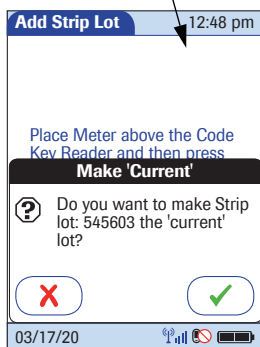 Add Strip Lot
12:48 pm
Place Meter above the Code
Key Reader and then press
Make 'Current'
Do you want to make Strip
lot: 545603 the 'current'
lot?
03/17/20